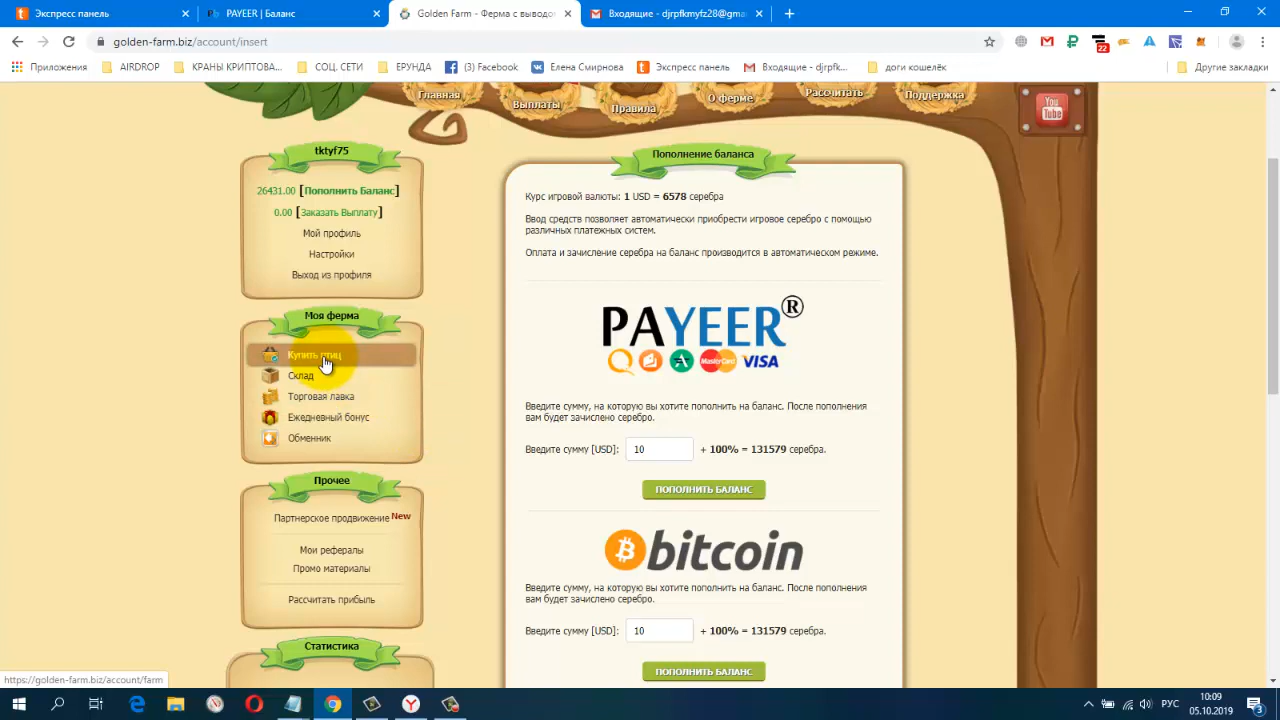 Экспресс панель
PAYEER | Баланс
Golden Farm - Ферма с выводо
Входящие - djrpfkmyfz28@gma
golden-farm.biz/account/insert
22
Приложения
AIRDROP
КРАНЫ КРИПТОВА...
СОЦ. СЕТИ
ЕРУНДА
(3) Facebook
Елена Смирнова
Экспресс панель
Входящие - djrpfk...
доги кошелёк
Другие закладки
Главная
Выплаты
Правила
О ферме
Рассчитать
Поддержка
You
Tube
tktyf75
26431.00 [Пополнить Баланс]
0.00 [Заказать Выплату]
Мой профиль
Настройки
Выход из профиля
Моя ферма
Купить птиц
Склад
Торговая лавка
Ежедневный бонус
Обменник
Прочее
Партнерское продвижение New
Мои рефералы
Промо материалы
Рассчитать прибыль
Статистика
Пополнение баланса
Курс игровой валюты: 1 USD = 6578 серебра
Ввод средств позволяет автоматически приобрести игровое серебро с помощью
различных платежных систем.
Оплата и зачисление серебра на баланс производится в автоматическом режиме.
PAYEER®
MasterCard VISA
Введите сумму, на которую вы хотите пополнить на баланс. После пополнения
вам будет зачислено серебро.
Введите сумму [USD]: 10 + 100% = 131579 серебра.
ПОПОЛНИТЬ БАЛАНС
bitcoin
Введите сумму, на которую вы хотите пополнить на баланс. После пополнения
вам будет зачислено серебро.
Введите сумму [USD]: 10 + 100% = 131579 серебра.
ПОПОЛНИТЬ БАЛАНС
https://golden-farm.biz/account/farm
РУС
10:09
05.10.2019
3